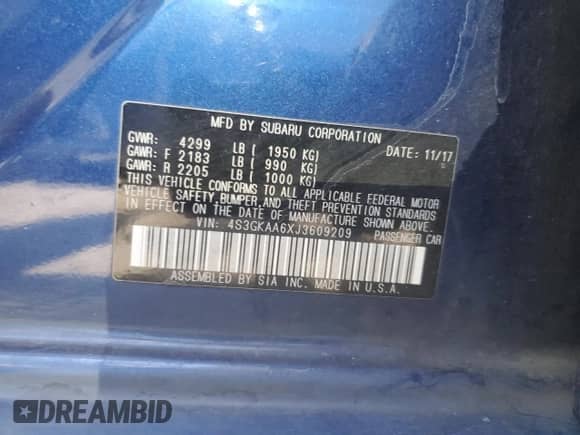 MFD BY SUBARU CORPORATION
GVWR: 4299 LB ( 1950 KG) DATE: 11/17
GAWR: F 2183 LB ( 990 KG)
GAWR: R 2205 LB ( 1000 KG)
THIS VEHICLE CONFORMS TO ALL APPLICABLE FEDERAL MOTOR
VEHICLE SAFETY, BUMPER, AND THEFT PREVENTION STANDARDS
IN EFFECT ON THE DATE OF MANUFACTURE SHOWN ABOVE.
VIN: 4S3GKAA6XJ3609209 PASSENGER CAR
ASSEMBLED BY SIA INC. MADE IN U.S.A.
DREAMBID